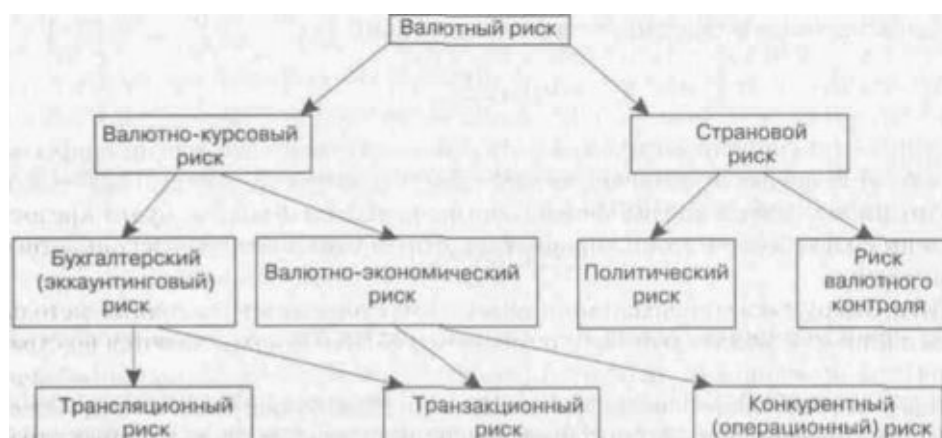 Валютный риск
Валютно-курсовый
риск
Страновой
риск
Бухгалтерский
(эккаунтинговый)
риск
Валютно-экономический
риск
Политический
риск
Риск
валютного
контроля
Трансляционный
риск
Транзакционный
риск
Конкурентный
(операционный) риск